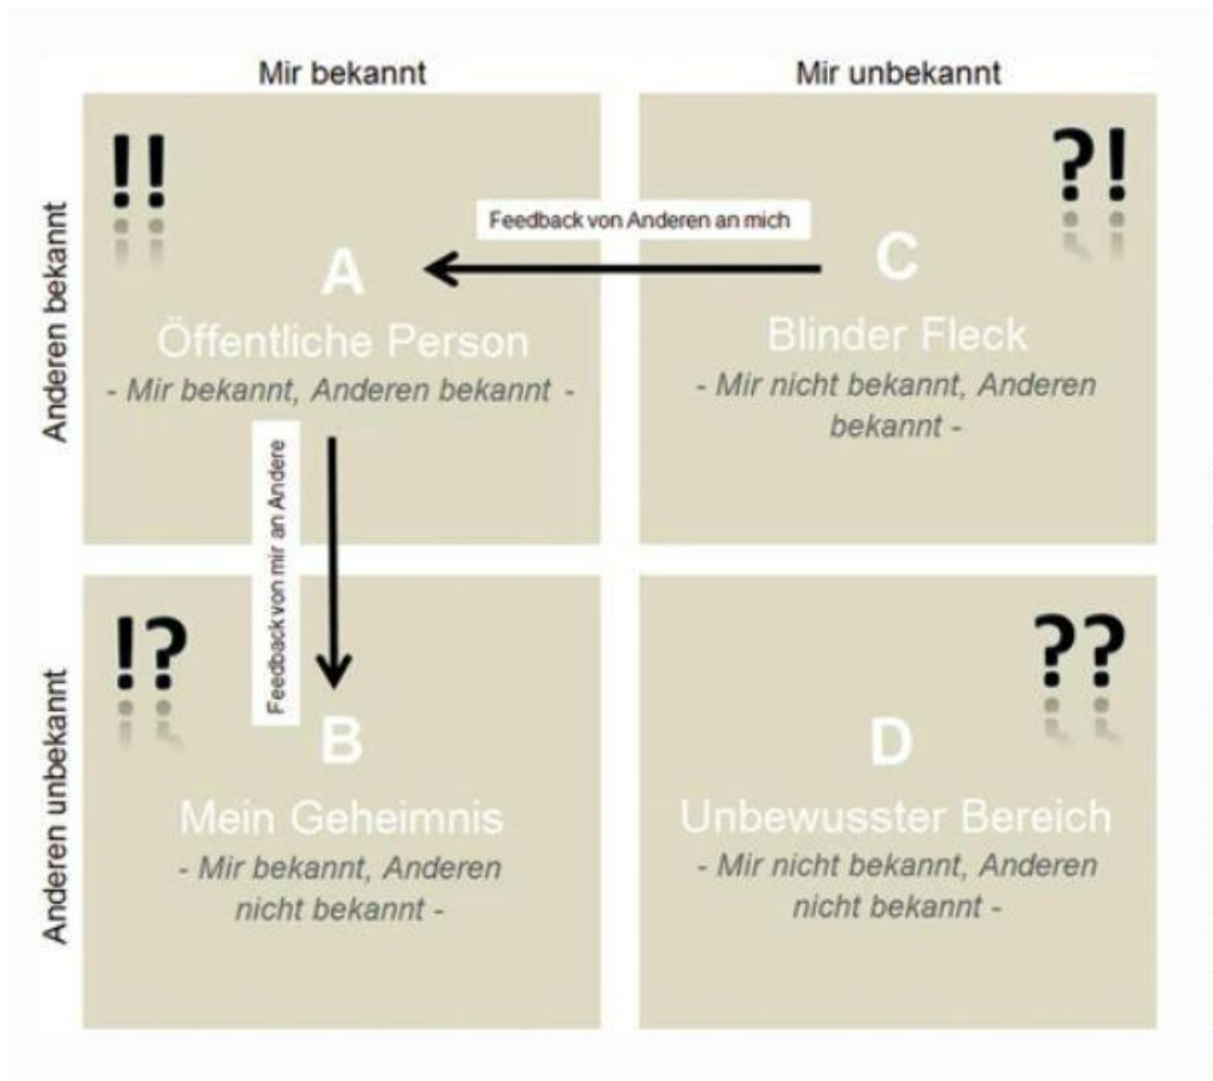 Mir bekannt
Mir unbekannt
Anderen bekannt
!!
A
Öffentliche Person
- Mir bekannt, Anderen bekannt -
Feedback von Anderen an mich
?!
C
Blinder Fleck
- Mir nicht bekannt, Anderen
bekannt -
Feedback von mir an Andere
Anderen unbekannt
!?
B
Mein Geheimnis
- Mir bekannt, Anderen
nicht bekannt -
??
D
Unbewusster Bereich
- Mir nicht bekannt, Anderen
nicht bekannt -